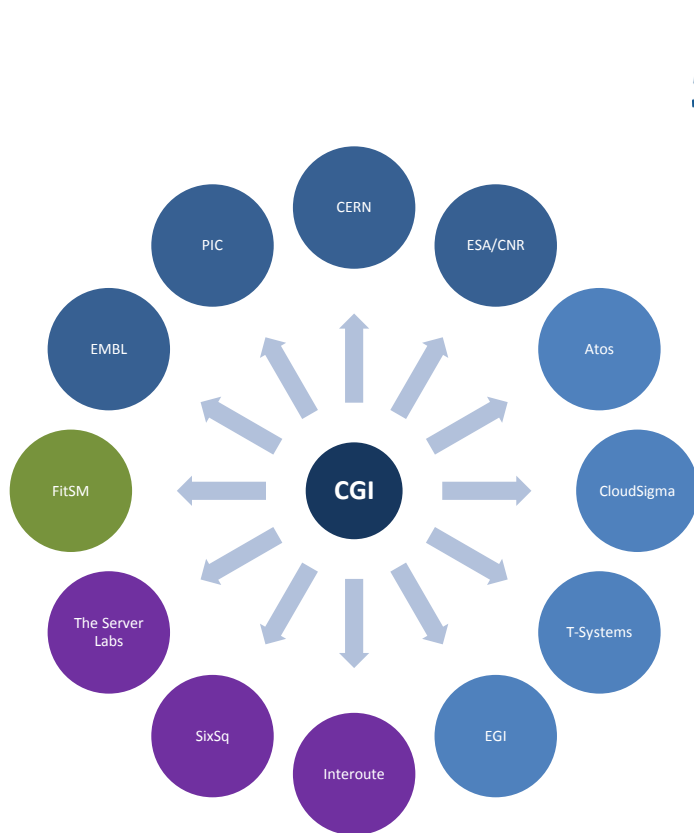 CERN
PIC
ESA/CNR
EMBL
Atos
FitSM
CGI
CloudSigma
The Server
Labs
T-Systems
SixSq
EGI
Interoute